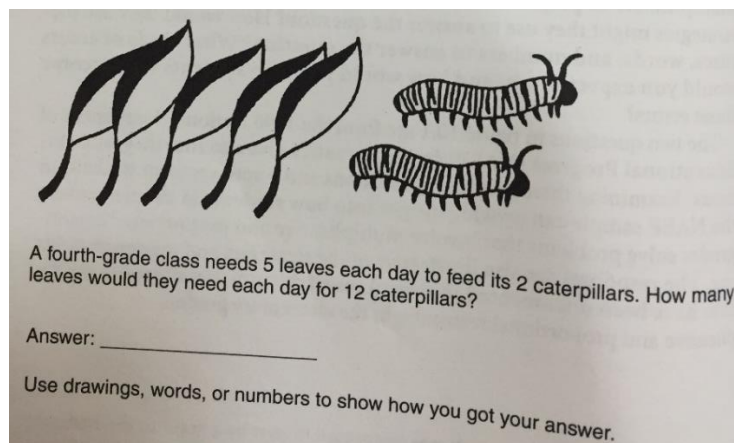 A fourth-grade class needs 5 leaves each day to feed its 2 caterpillars. How many
leaves would they need each day for 12 caterpillars?
Answer:
Use drawings, words, or numbers to show how you got your answer.